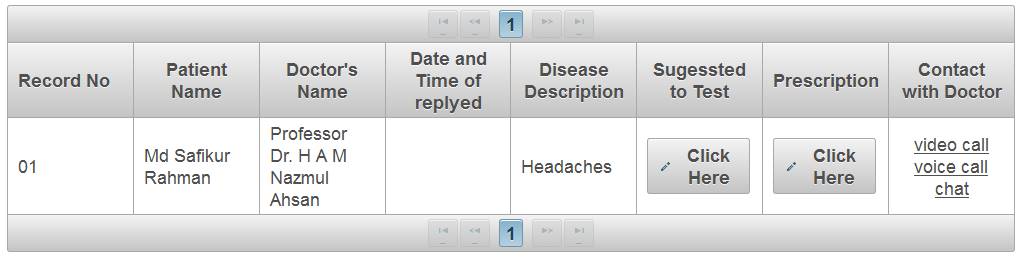 1
Record No
Patient
Name
Doctor's
Name
Date and
Time of
replyed
Disease
Description
Sugessted
to Test
Prescription
Contact
with Doctor
01
Md Safikur
Rahman
Professor
Dr. H A M
Nazmul
Ahsan
Headaches
Click
Here
Click
Here
video call
voice call
chat
1